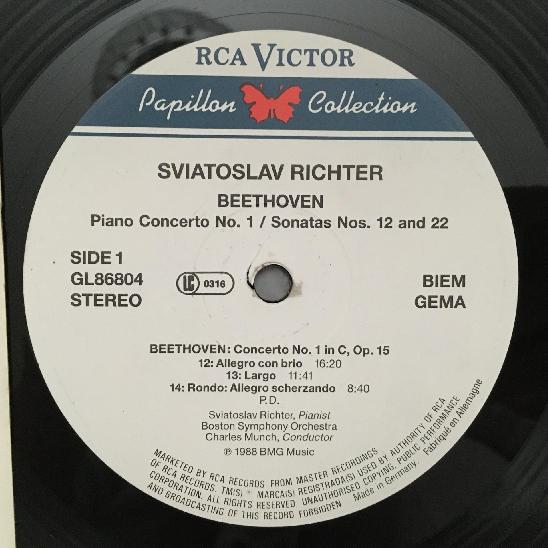 RCA VICTOR
Papillon Collection
SVIATOSLAV RICHTER
BEETHOVEN
Piano Concerto No. 1 / Sonatas Nos. 12 and 22
SIDE 1
GL86804
STEREO
LC 0316
BIEM
GEMA
BEETHOVEN: Concerto No. 1 in C, Op. 15
12: Allegro con brio 16:20
13: Largo 11:41
14: Rondo: Allegro scherzando 8:40
P.D.
Sviatoslav Richter, Pianist
Boston Symphony Orchestra
Charles Munch, Conductor
℗ 1988 BMG Music
MARKETED BY RCA RECORDS FROM MASTER RECORDINGS
OF RCA RECORDS. TM(S) ® MARCA(S) REGISTRADA(S) USED BY AUTHORITY OF RCA
CORPORATION. ALL RIGHTS RESERVED. UNAUTHORISED COPYING, PUBLIC PERFORMANCE
AND BROADCASTING OF THIS RECORD FORBIDDEN Made in Germany. Fabriqué en Allemagne